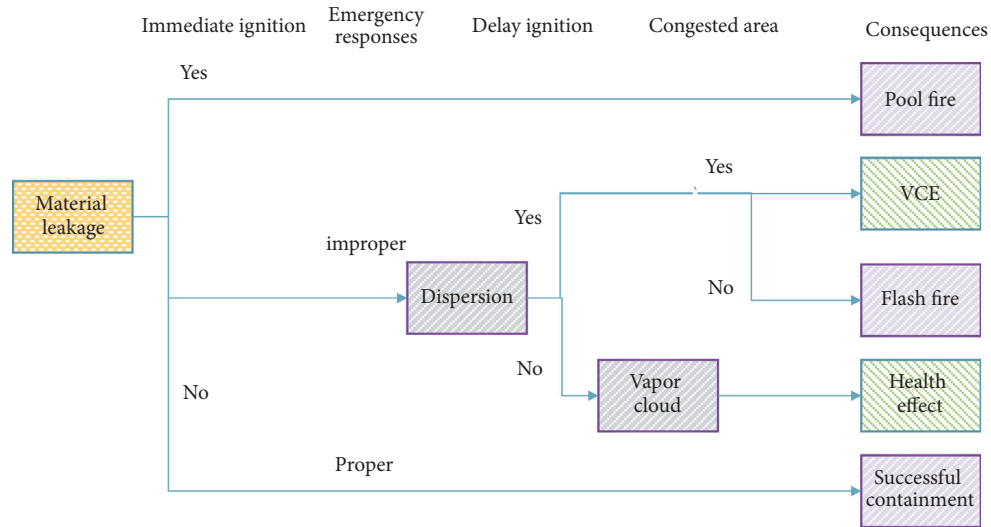 Immediate ignition
Emergency
responses
Delay ignition
Congested area
Consequences
Yes
Pool fire
Material
leakage
Yes
Yes
VCE
improper
Dispersion
No
Flash fire
No
No
Vapor
cloud
Health
effect
Proper
Successful
containment